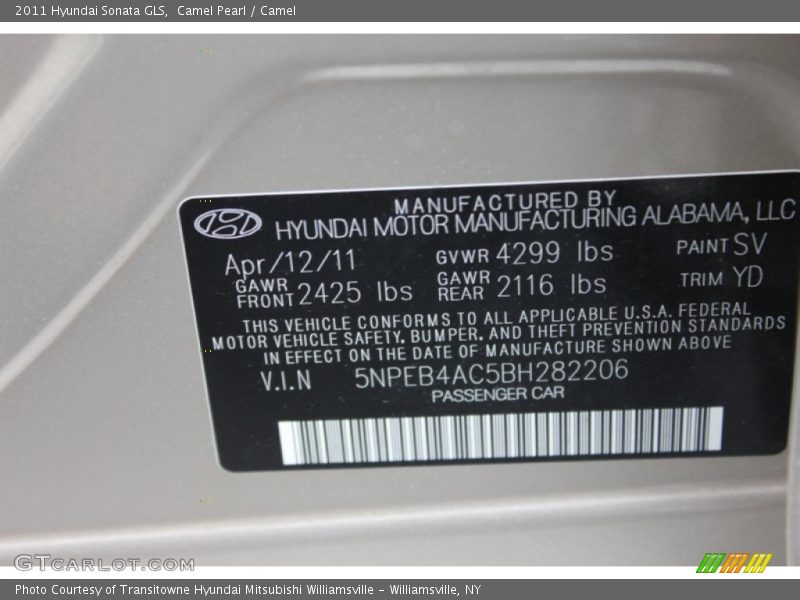 2011 Hyundai Sonata GLS,  Camel Pearl / Camel
MANUFACTURED BY
HYUNDAI MOTOR MANUFACTURING ALABAMA, LLC
Apr/12/11 GVWR 4299 lbs PAINT SV
GAWR FRONT 2425 lbs GAWR REAR 2116 lbs TRIM YD
THIS VEHICLE CONFORMS TO ALL APPLICABLE U.S.A. FEDERAL
MOTOR VEHICLE SAFETY, BUMPER, AND THEFT PREVENTION STANDARDS
IN EFFECT ON THE DATE OF MANUFACTURE SHOWN ABOVE
V.I.N 5NPEB4AC5BH282206
PASSENGER CAR
GTCARLOT.COM
Photo Courtesy of Transitowne Hyundai Mitsubishi Williamsville - Williamsville, NY